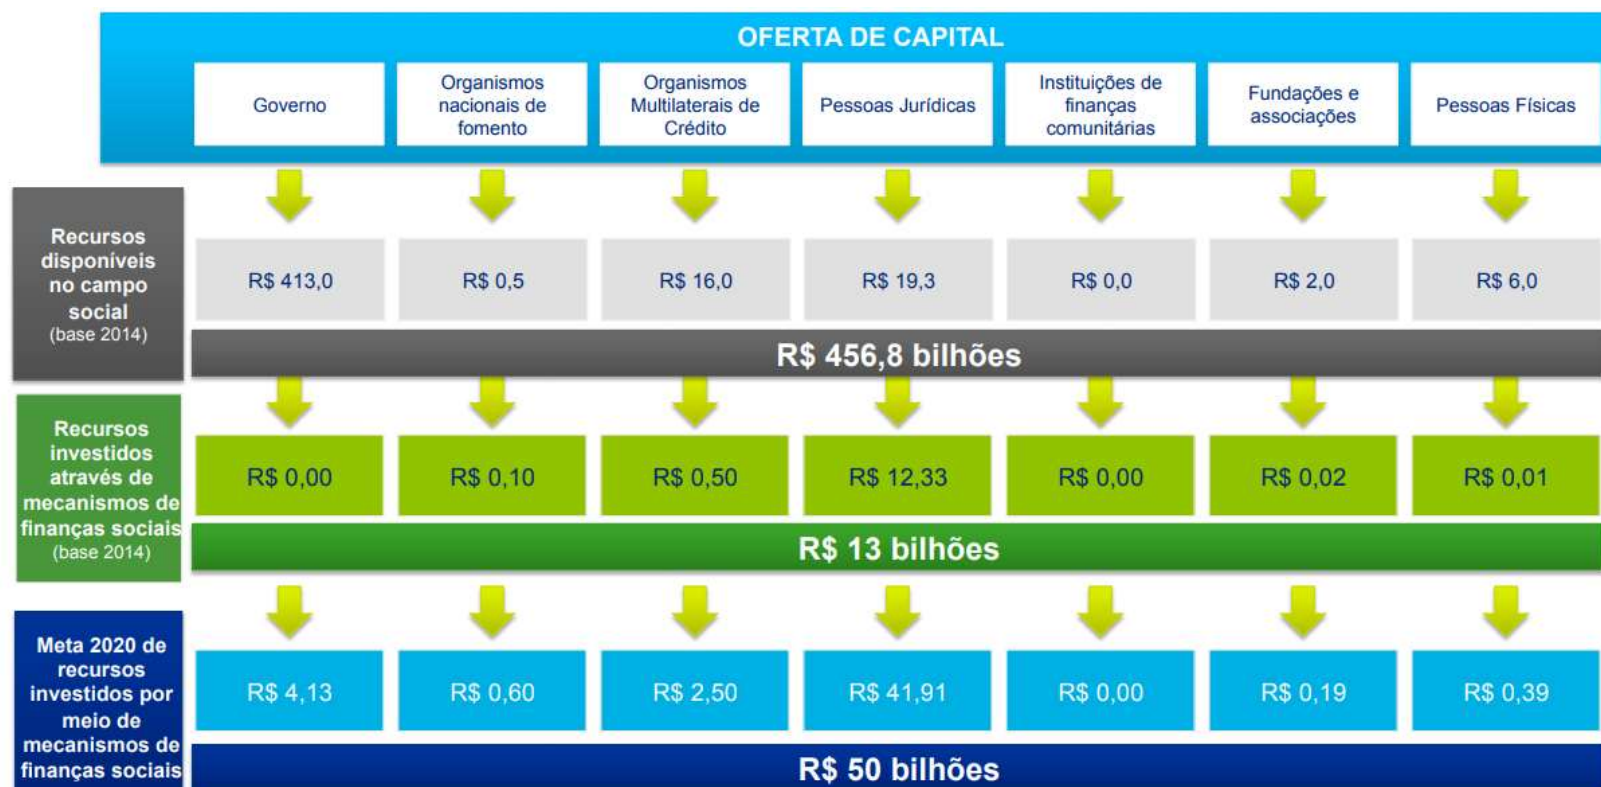 OFERTA DE CAPITAL
Governo
Organismos
nacionais de
fomento
Organismos
Multilaterais de
Crédito
Pessoas Jurídicas
Instituições de
finanças
comunitárias
Fundações e
associações
Pessoas Físicas
Recursos
disponíveis
no campo
social
(base 2014)
R$ 413,0
R$ 0,5
R$ 16,0
R$ 19,3
R$ 0,0
R$ 2,0
R$ 6,0
R$ 456,8 bilhões
Recursos
investidos
através de
mecanismos de
finanças sociais
(base 2014)
R$ 0,00
R$ 0,10
R$ 0,50
R$ 12,33
R$ 0,00
R$ 0,02
R$ 0,01
R$ 13 bilhões
Meta 2020 de
recursos
investidos por
meio de
mecanismos de
finanças sociais
R$ 4,13
R$ 0,60
R$ 2,50
R$ 41,91
R$ 0,00
R$ 0,19
R$ 0,39
R$ 50 bilhões